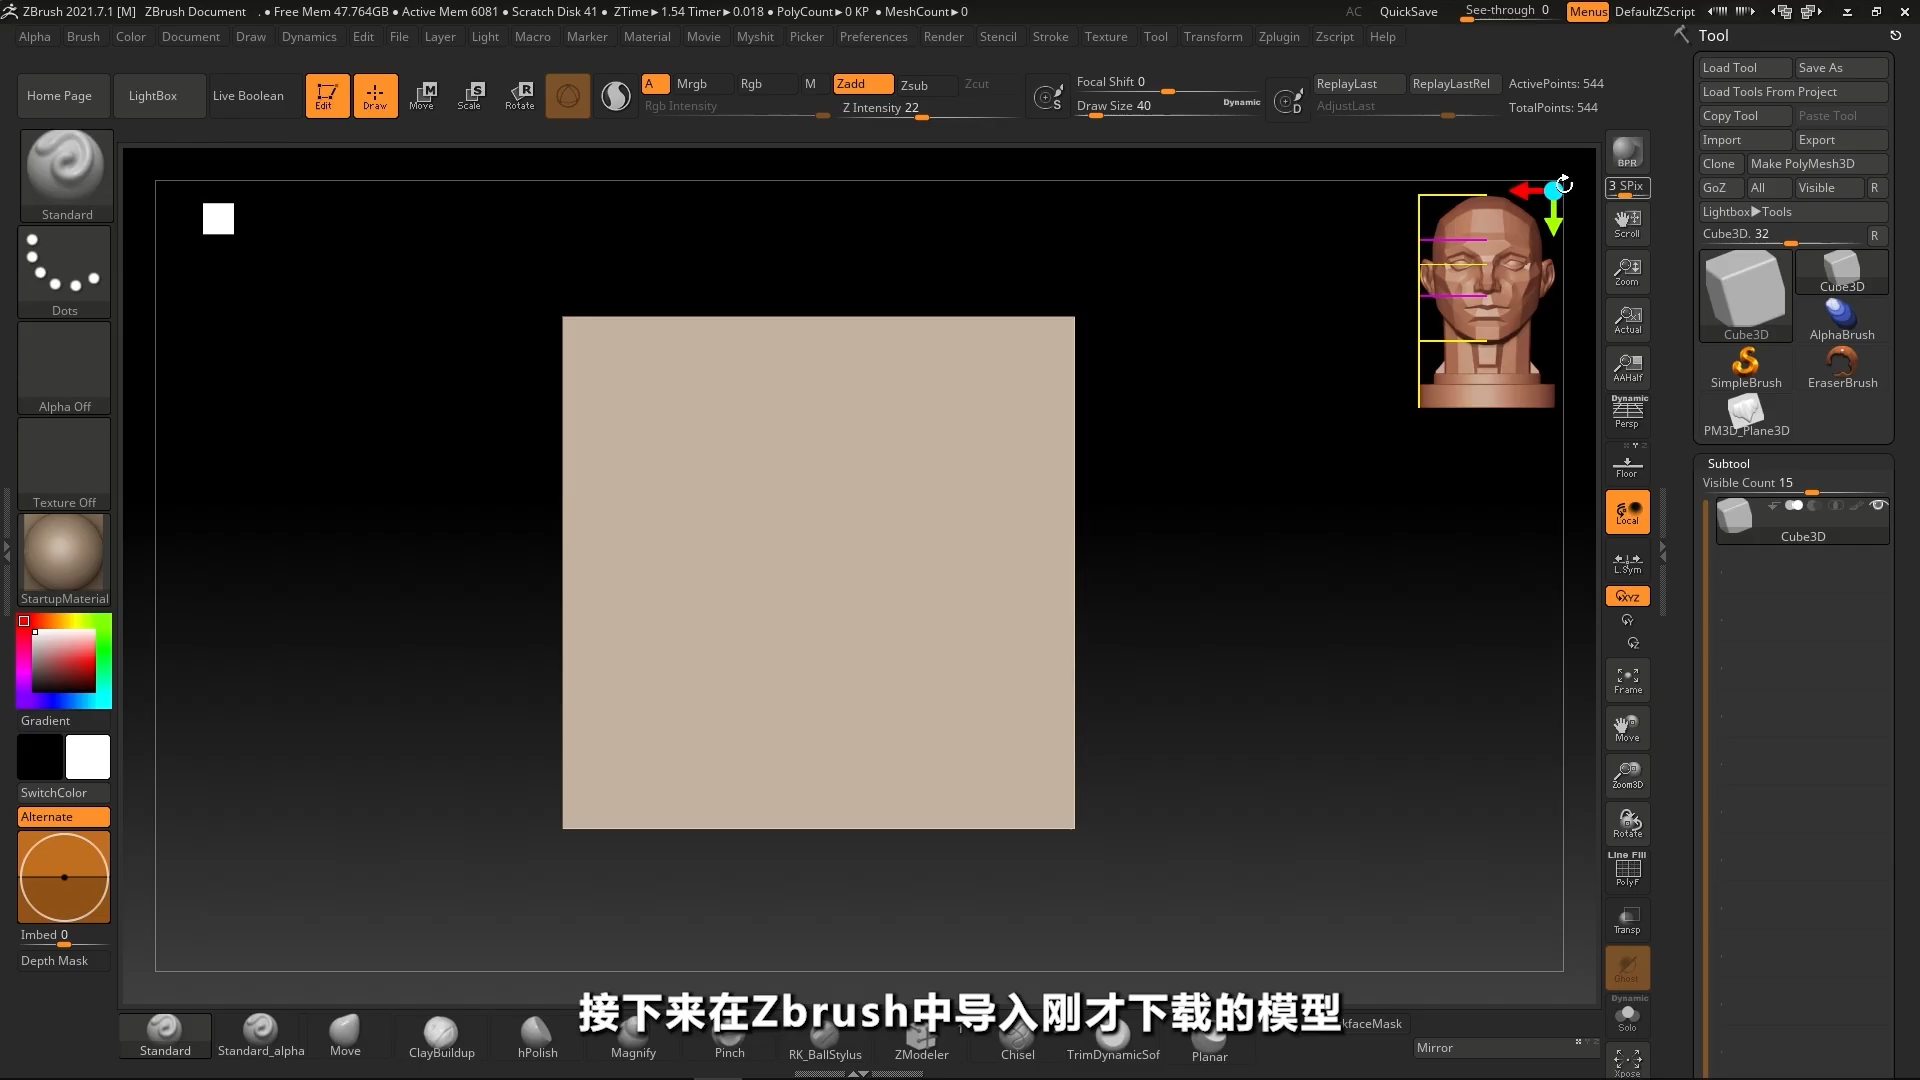 ZBrush 2021.7.1 [M] ZBrush Document . • Free Mem 47.764GB • Active Mem 6081 • Scratch Disk 41 • ZTime►1.54 Timer►0.018 • PolyCount►0 KP • MeshCount►0 AC QuickSave See-through 0 Menus DefaultZScript
Alpha Brush Color Document Draw Dynamics Edit File Layer Light Macro Marker Material Movie Myshit Picker Preferences Render Stencil Stroke Texture Tool Transform Zplugin Zscript Help
Home Page LightBox Live Boolean Edit Draw Move Scale Rotate
A Mrgb Rgb M Zadd Zsub Zcut
Rgb Intensity Z Intensity 22
Focal Shift 0
Draw Size 40 Dynamic
ReplayLast ReplayLastRel ActivePoints: 544
AdjustLast TotalPoints: 544
Standard
Dots
Alpha Off
Texture Off
StartupMaterial
Gradient
SwitchColor
Alternate
Imbed 0
Depth Mask
BPR
3 SPix
Scroll
Zoom
Actual
AAHalf
Dynamic
Persp
Floor
Local
L.Sym
XYZ
Y
Z
Frame
Move
Zoom3D
Rotate
Line Fill
PolyF
Transp
Ghost
Dynamic
Solo
Xpose
Tool
Load Tool Save As
Load Tools From Project
Copy Tool Paste Tool
Import Export
Clone Make PolyMesh3D
GoZ All Visible R
Lightbox►Tools
Cube3D. 32 R
Cube3D Cube3D
AlphaBrush
SimpleBrush EraserBrush
PM3D_Plane3D
Subtool
Visible Count 15
Cube3D
接下来在Zbrush中导入刚才下载的模型
Standard Standard_alpha Move ClayBuildup hPolish Magnify Pinch RK_BallStylus ZModeler Chisel TrimDynamicSof Planar
kfaceMask
Mirror